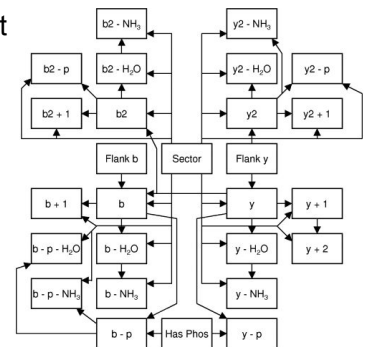 t
b2 - NH₃ y2 - NH₃
b2 - p b2 - H₂O y2 - H₂O y2 - p
b2 + 1 b2 y2 y2 + 1
Flank b Sector Flank y
b + 1 b y y + 1
b - p - H₂O b - H₂O y - H₂O y + 2
b - p - NH₃ b - NH₃ y - NH₃
b - p Has Phos y - p